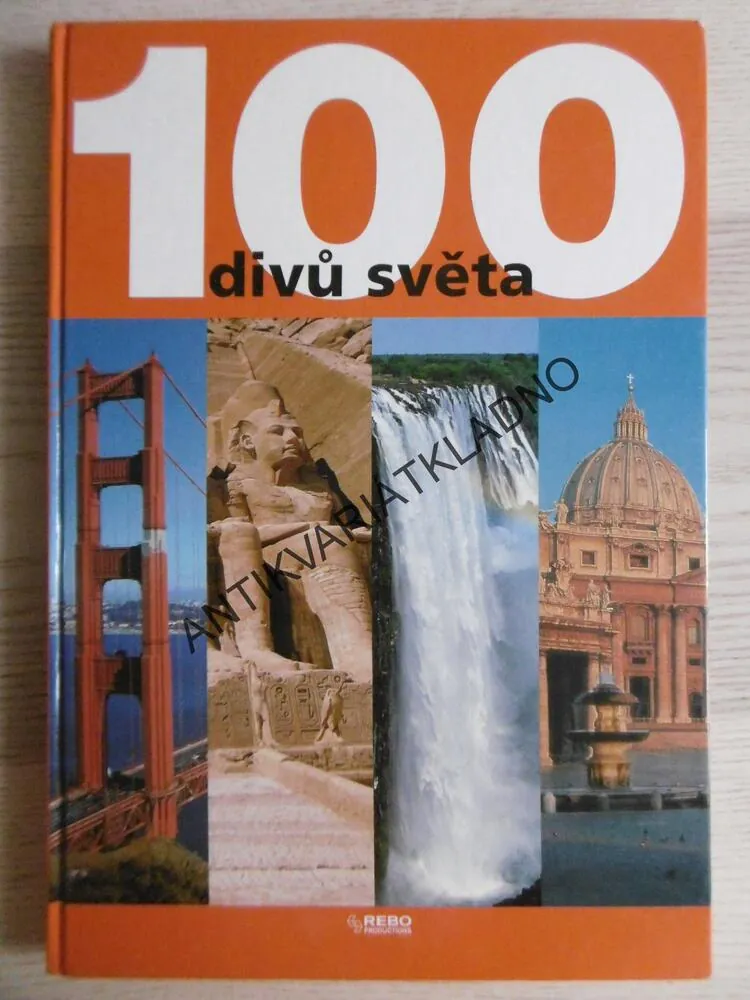 100
divů světa
ANTIKVARIATKLADNO
REBO
PRODUCTIONS